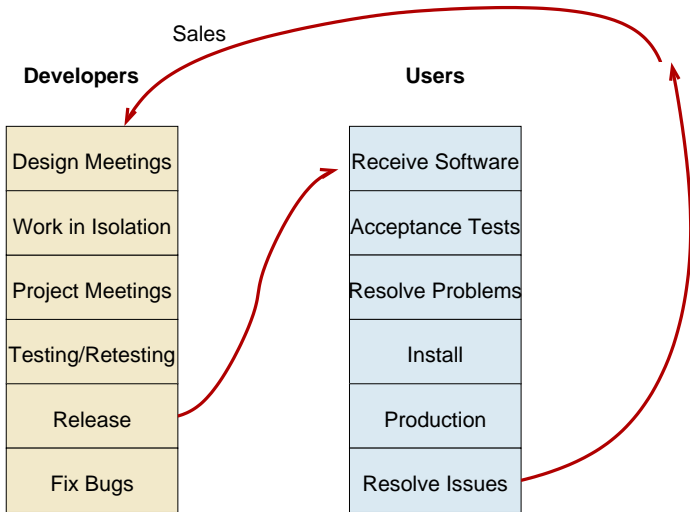 Sales
Developers
Users
Design Meetings
Work in Isolation
Project Meetings
Testing/Retesting
Release
Fix Bugs
Receive Software
Acceptance Tests
Resolve Problems
Install
Production
Resolve Issues